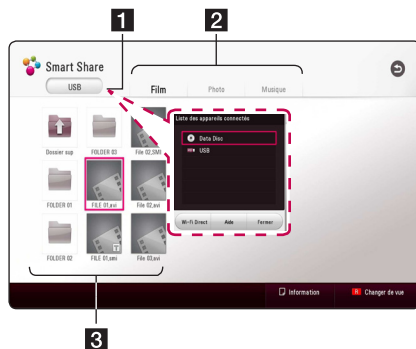 1
2
Smart Share
USB
Film
Photo
Musique
Dossier sup
FOLDER 03
File 02,SMI
FOLDER 01
FILE 01,avi
File 02,avi
FOLDER 02
FILE 01,smi
File 03,avi
T
Liste des appareils connectés
Data Disc
USB
Wi-Fi Direct
Aide
Fermer
Information
R Changer de vue
3